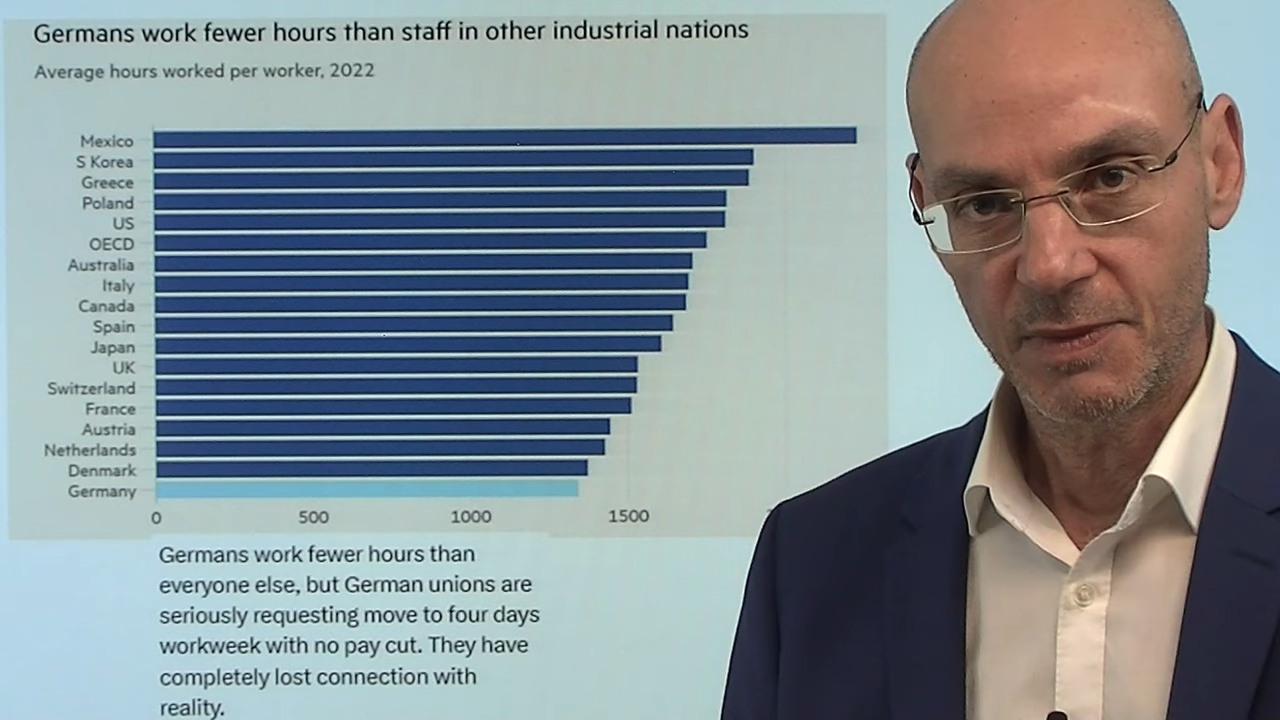 Germans work fewer hours than staff in other industrial nations
Average hours worked per worker, 2022
Mexico
S Korea
Greece
Poland
US
OECD
Australia
Italy
Canada
Spain
Japan
UK
Switzerland
France
Austria
Netherlands
Denmark
Germany
0 500 1000 1500
Germans work fewer hours than
everyone else, but German unions are
seriously requesting move to four days
workweek with no pay cut. They have
completely lost connection with
reality.